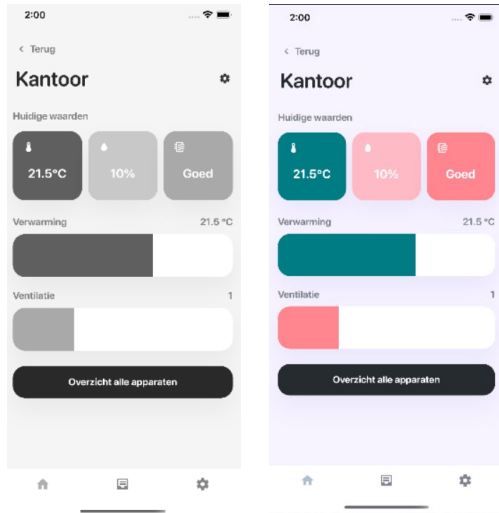 2:00
< Terug
Kantoor
Huidige waarden
21.5°C
10%
Goed
Verwarming 21.5 °C
Ventilatie 1
Overzicht alle apparaten
2:00
< Terug
Kantoor
Huidige waarden
21.5°C
10%
Goed
Verwarming 21.5 °C
Ventilatie 1
Overzicht alle apparaten